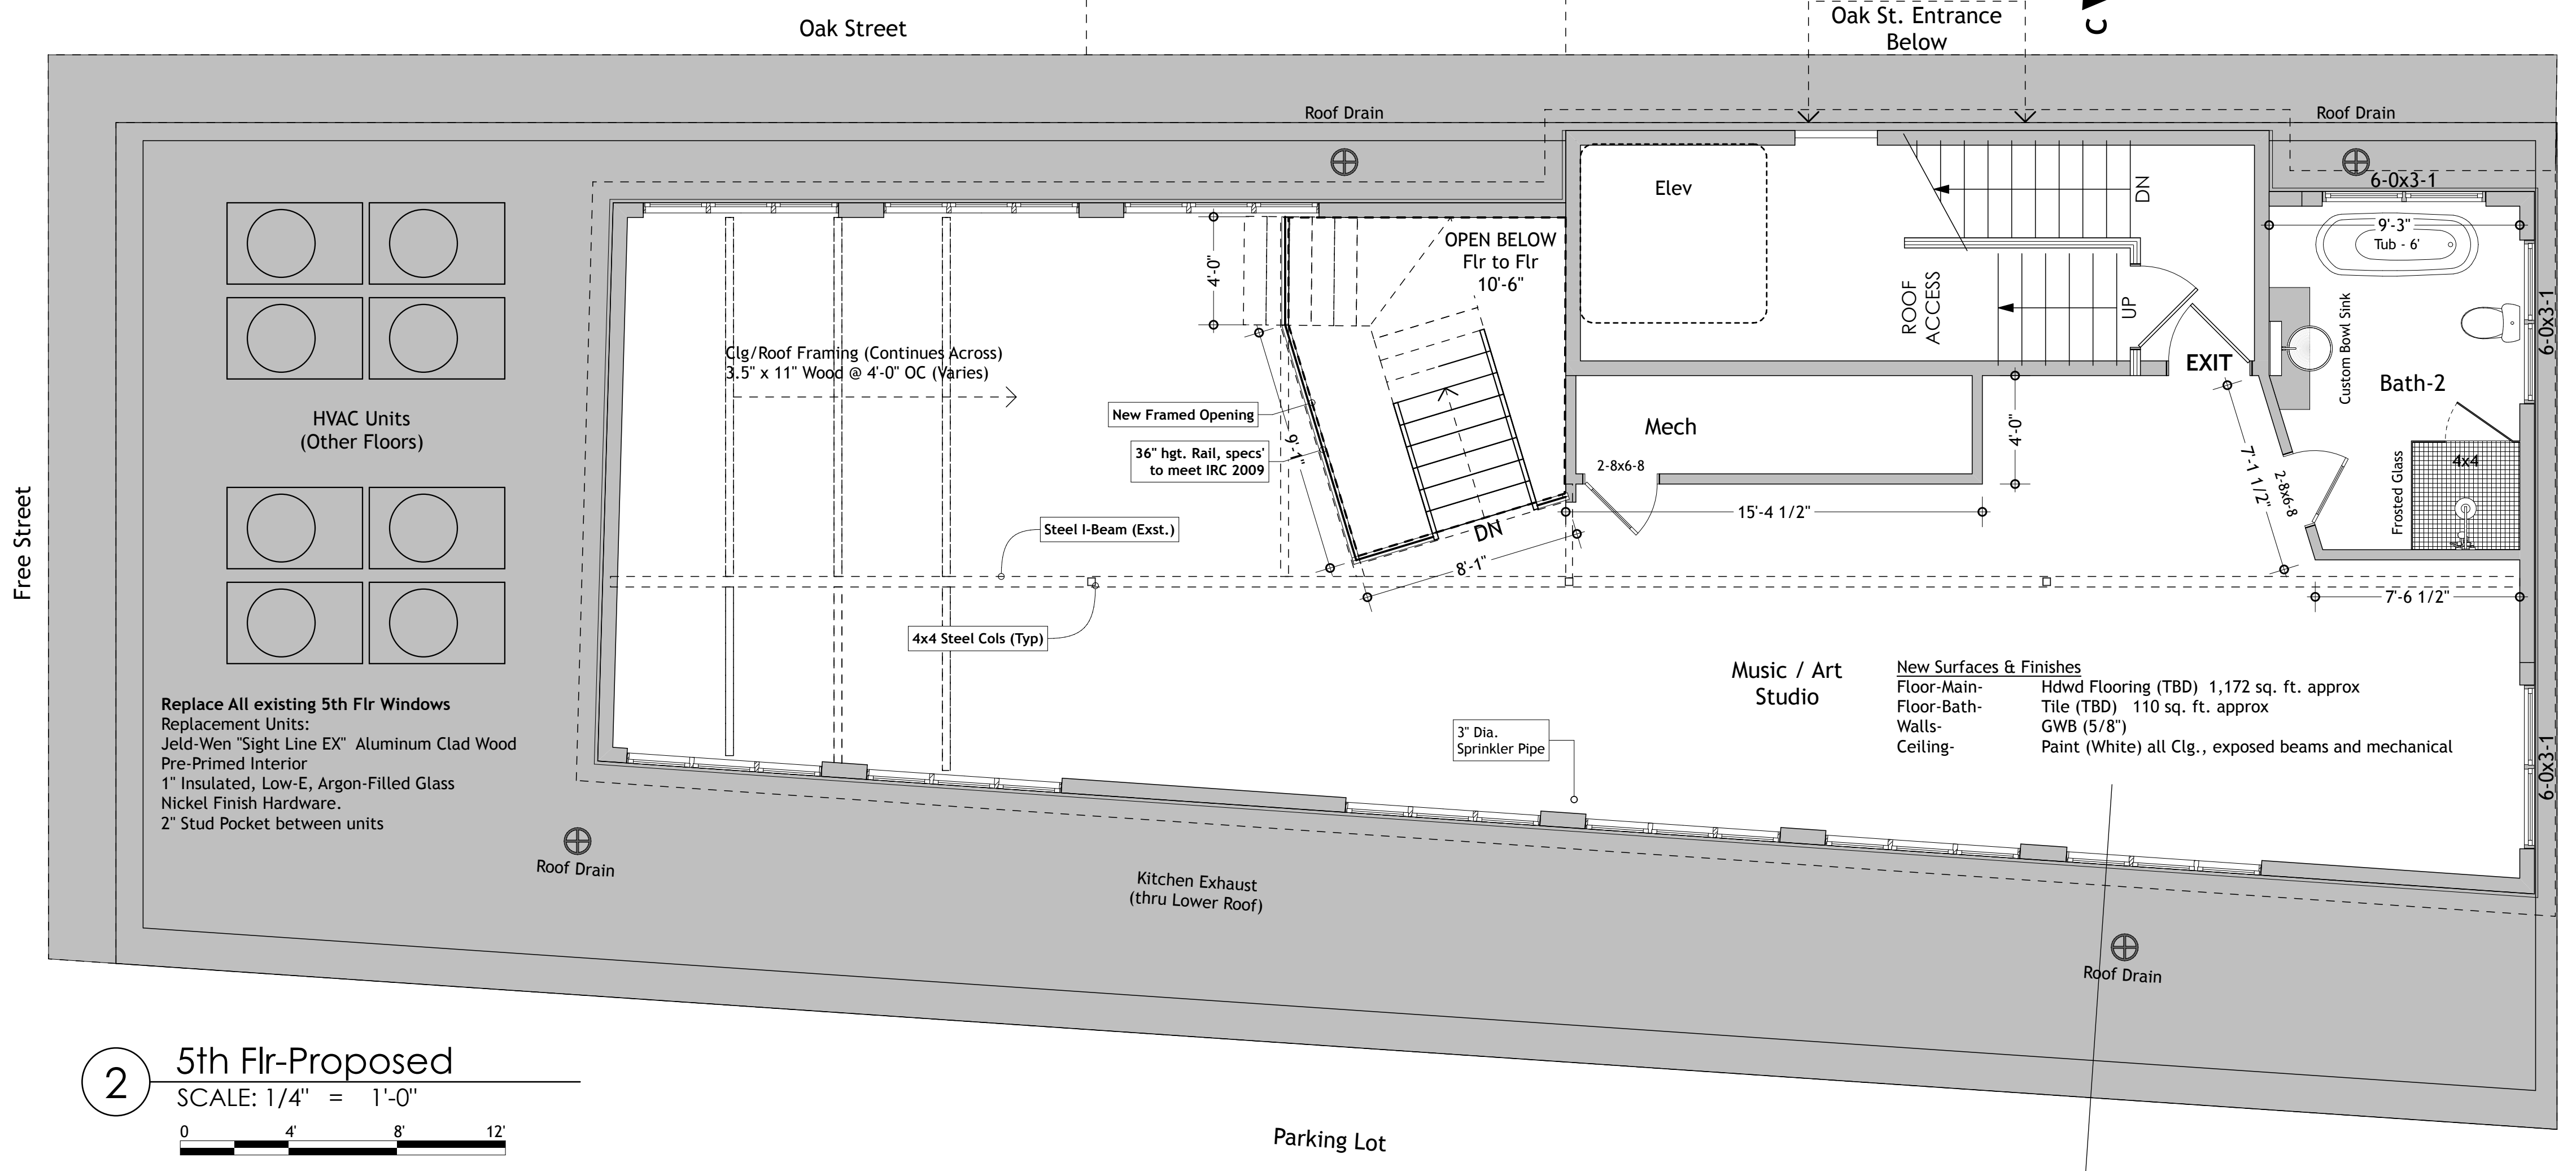 Oak Street
Oak St. Entrance
Below
Roof Drain
Roof Drain
6-0x3-1
Elev
DN
9'-3"
Tub - 6'
OPEN BELOW
Flr to Flr
10'-6"
4'-0"
ROOF
ACCESS
UP
6-0x3-1
Custom Bowl Sink
EXIT
Bath-2
Clg/Roof Framing (Continues Across)
3.5" x 11" Wood @ 4'-0" OC (Varies)
HVAC Units
(Other Floors)
New Framed Opening
9'-1"
36" hgt. Rail, specs'
to meet IRC 2009
Mech
4'-0"
2-8x6-8
7'-1 1/2"
2-8x6-8
Frosted Glass
4x4
15'-4 1/2"
Steel I-Beam (Exst.)
DN
8'-1"
Free Street
7'-6 1/2"
4x4 Steel Cols (Typ)
Music / Art
Studio
New Surfaces & Finishes
Floor-Main- Hdwd Flooring (TBD) 1,172 sq. ft. approx
Floor-Bath- Tile (TBD) 110 sq. ft. approx
Walls- GWB (5/8")
Ceiling- Paint (White) all Clg., exposed beams and mechanical
3" Dia.
Sprinkler Pipe
6-0x3-1
Replace All existing 5th Flr Windows
Replacement Units:
Jeld-Wen "Sight Line EX" Aluminum Clad Wood
Pre-Primed Interior
1" Insulated, Low-E, Argon-Filled Glass
Nickel Finish Hardware.
2" Stud Pocket between units
Roof Drain
Kitchen Exhaust
(thru Lower Roof)
Roof Drain
2
5th Flr-Proposed
SCALE: 1/4" = 1'-0"
0 4' 8' 12'
Parking Lot